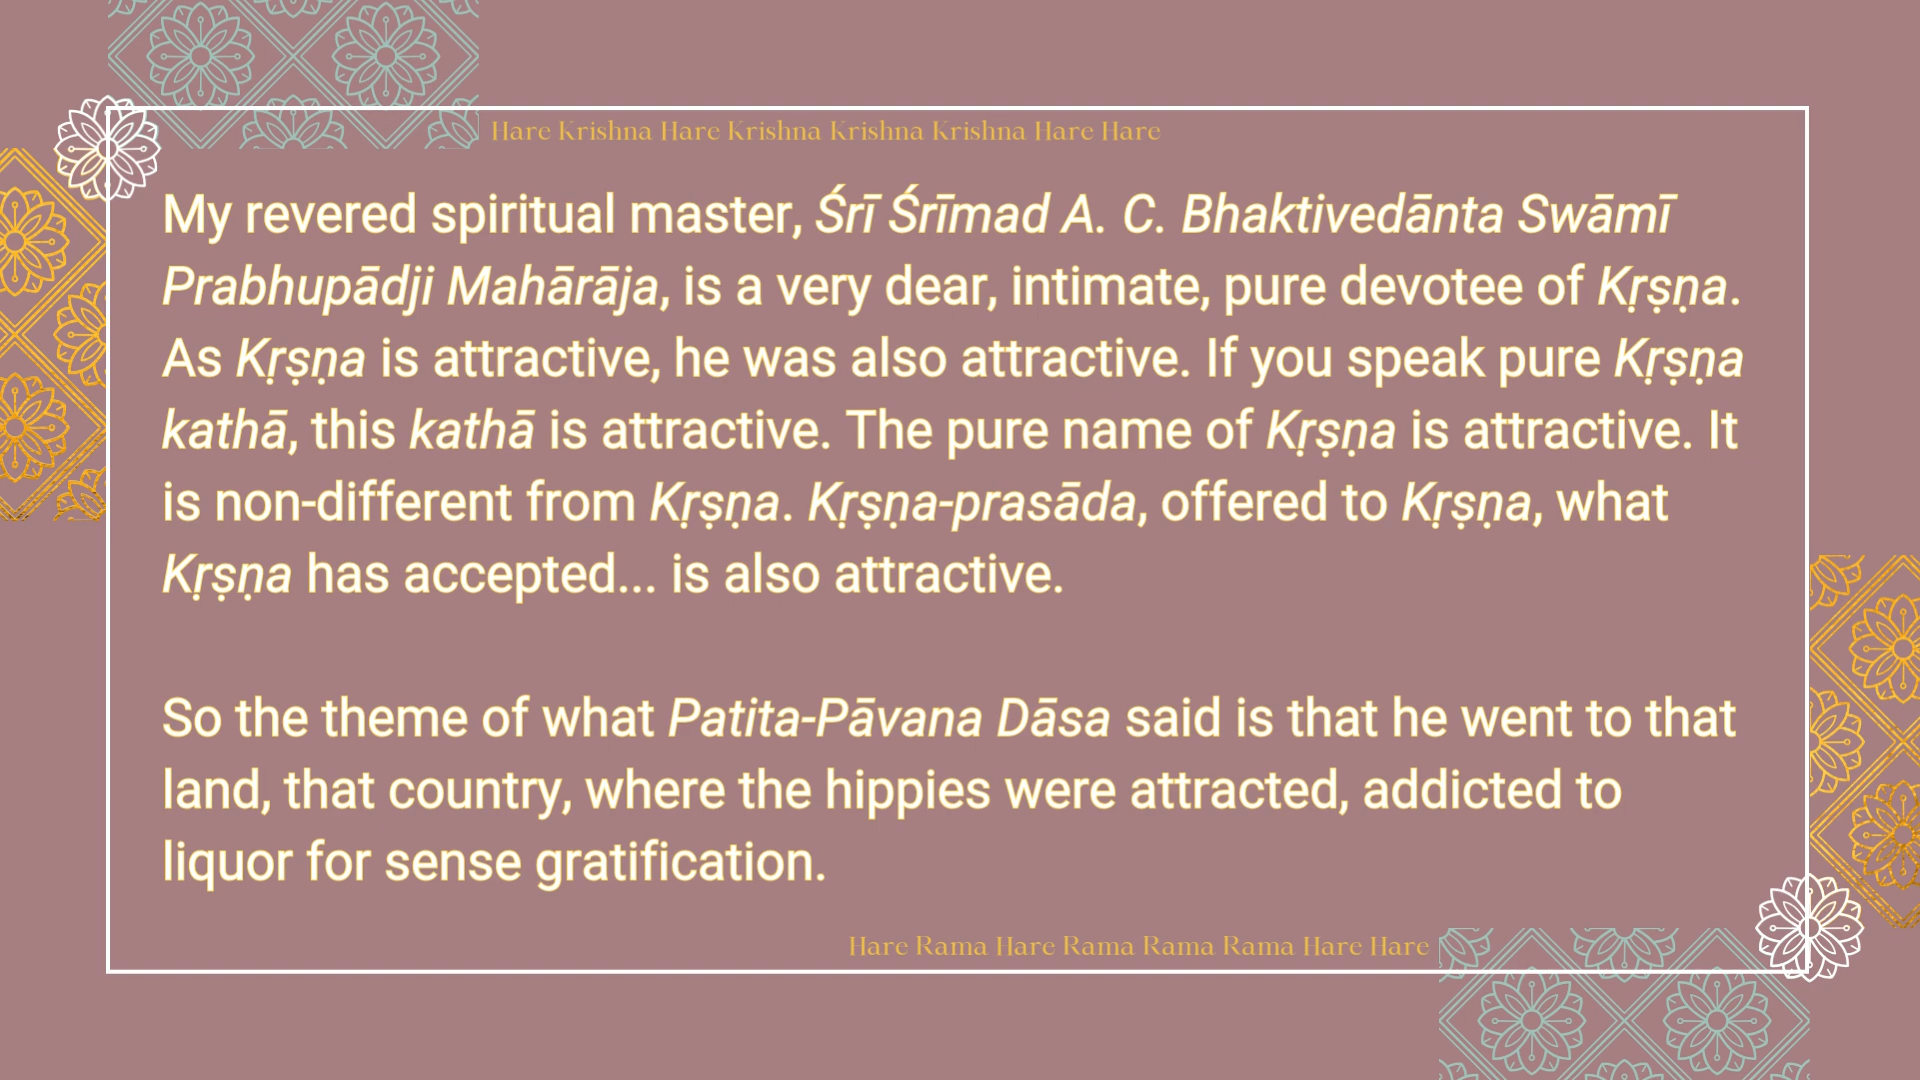 Hare Krishna Hare Krishna Krishna Krishna Hare Hare
My revered spiritual master, Śrī Śrīmad A. C. Bhaktivedānta Swāmī
Prabhupādji Mahārāja, is a very dear, intimate, pure devotee of Kṛṣṇa.
As Kṛṣṇa is attractive, he was also attractive. If you speak pure Kṛṣṇa
kathā, this kathā is attractive. The pure name of Kṛṣṇa is attractive. It
is non-different from Kṛṣṇa. Kṛṣṇa-prasāda, offered to Kṛṣṇa, what
Kṛṣṇa has accepted... is also attractive.
So the theme of what Patita-Pāvana Dāsa said is that he went to that
land, that country, where the hippies were attracted, addicted to
liquor for sense gratification.
Hare Rama Hare Rama Rama Rama Hare Hare